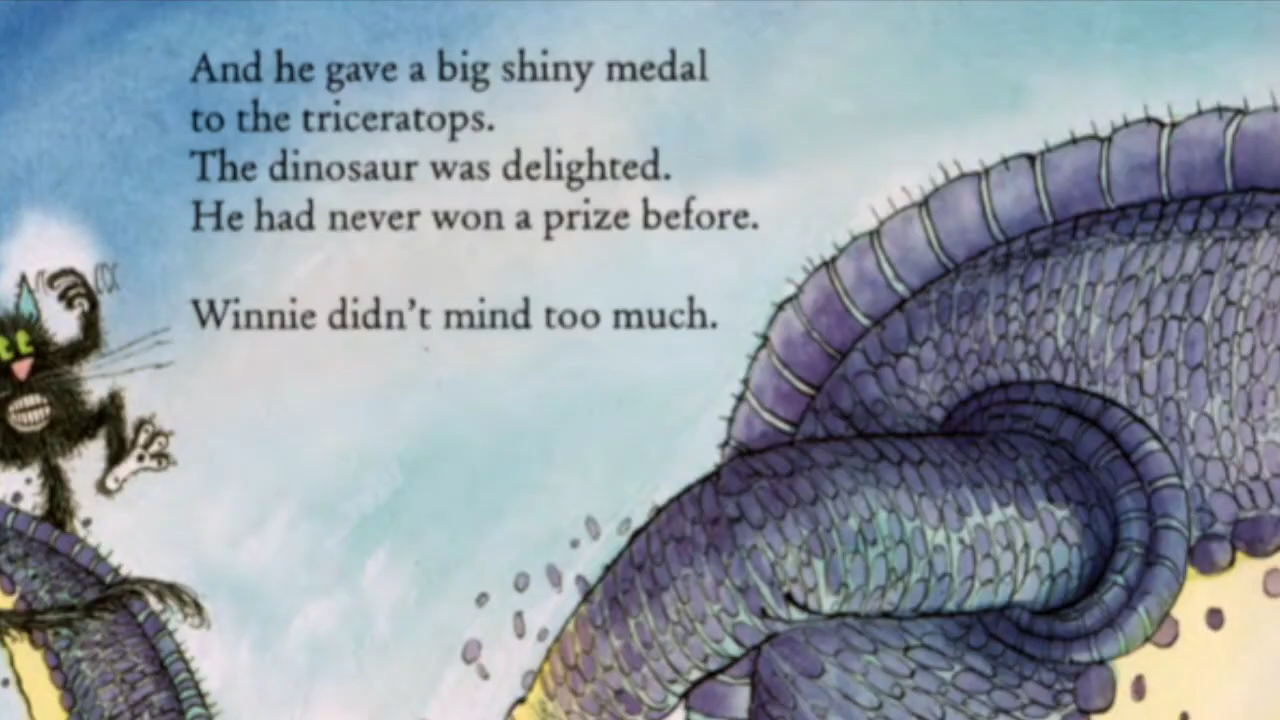 And he gave a big shiny medal
to the triceratops.
The dinosaur was delighted.
He had never won a prize before.
Winnie didn't mind too much.